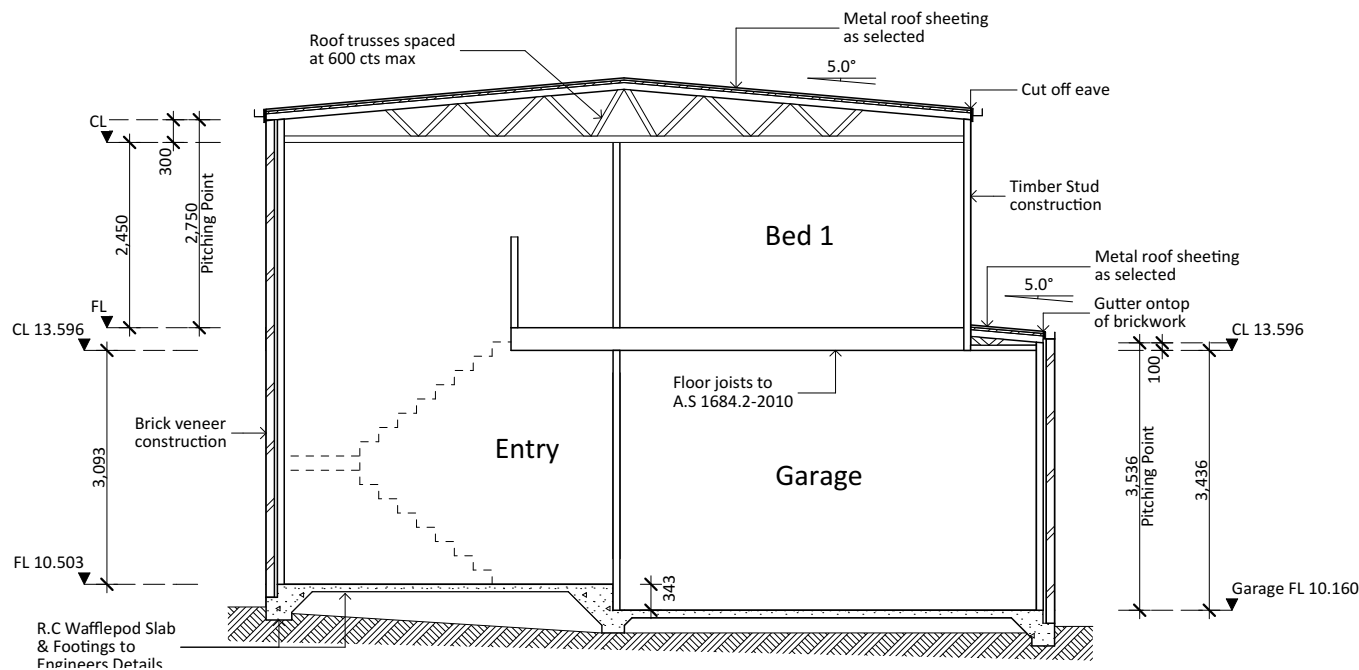 Metal roof sheeting
as selected
Roof trusses spaced
at 600 cts max
5.0°
Cut off eave
CL
300
2,450
2,750
Pitching Point
Timber Stud
construction
Bed 1
Metal roof sheeting
as selected
5.0°
Gutter ontop
of brickwork
FL
CL 13.596
CL 13.596
100
Floor joists to
A.S 1684.2-2010
Brick veneer
construction
Entry
Garage
3,093
3,536
Pitching Point
3,436
FL 10.503
343
Garage FL 10.160
R.C Wafflepod Slab
& Footings to
Engineers Details